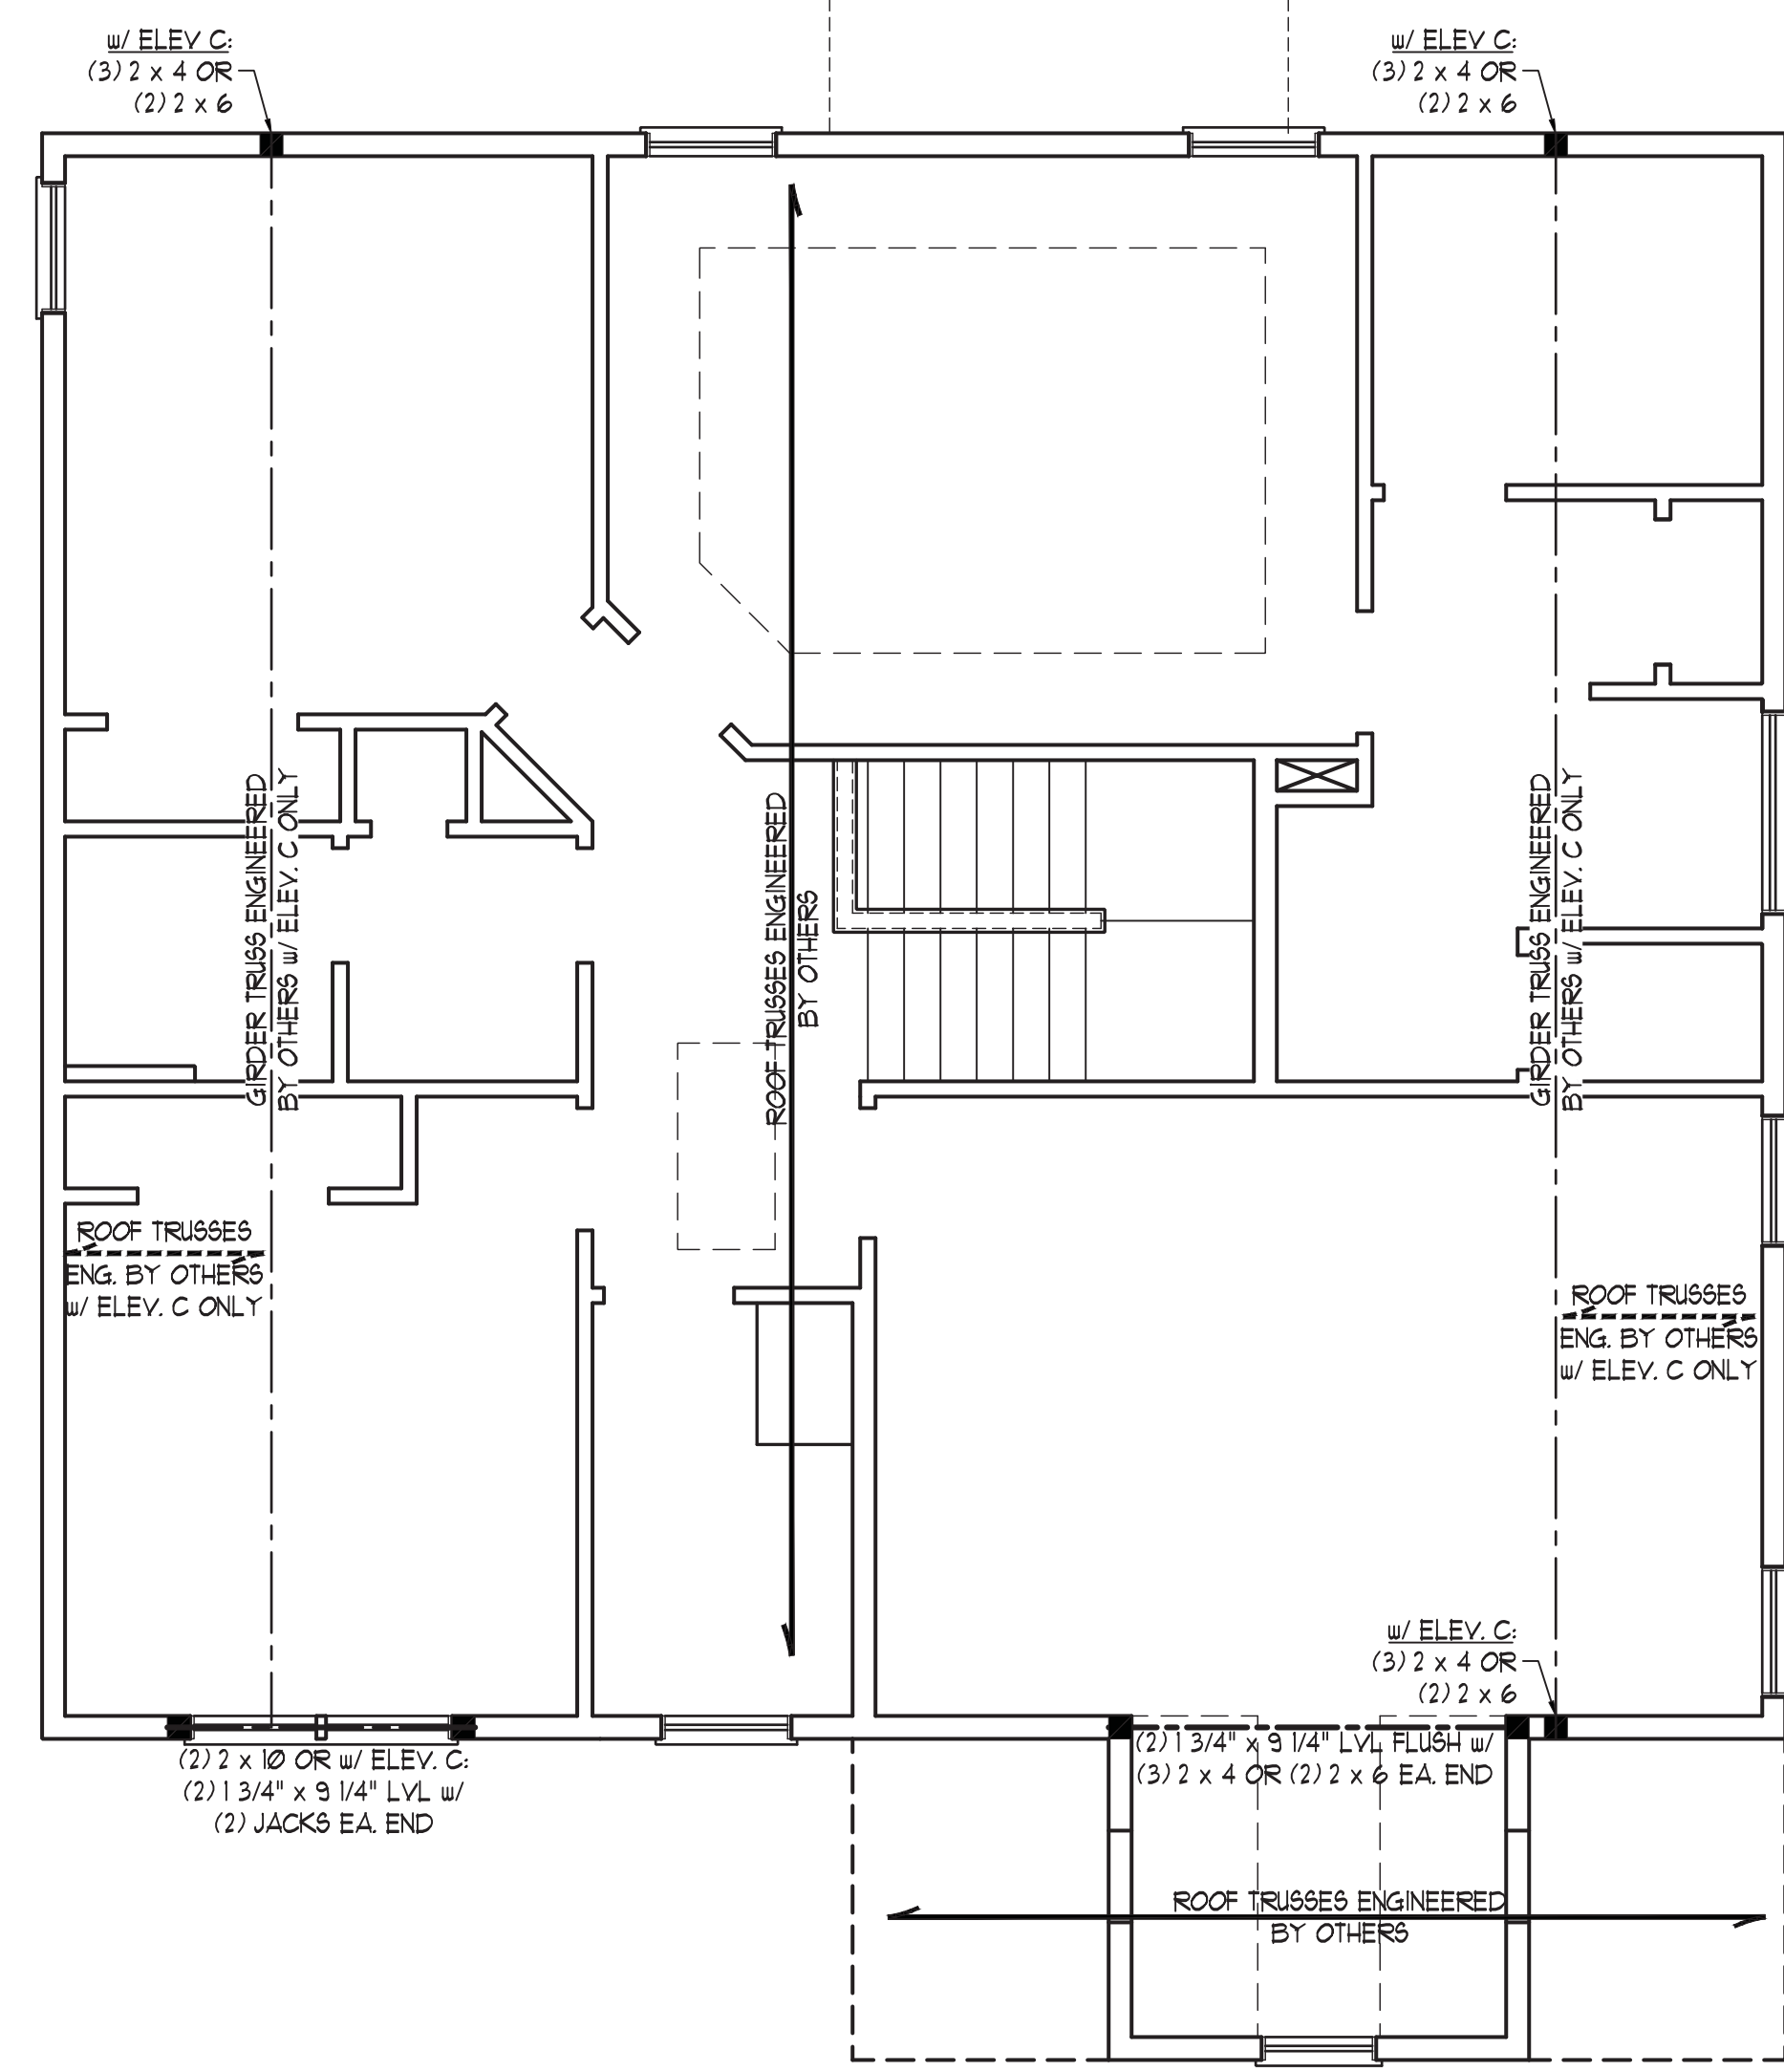 w/ ELEV C:
(3) 2 x 4 OR
(2) 2 x 6
w/ ELEV C:
(3) 2 x 4 OR
(2) 2 x 6
GIRDER TRUSS ENGINEERED
BY OTHERS w/ ELEV. C ONLY
ROOF TRUSSES ENGINEERED
BY OTHERS
GIRDER TRUSS ENGINEERED
BY OTHERS w/ ELEV. C ONLY
ROOF TRUSSES
ENG. BY OTHERS
w/ ELEV. C ONLY
ROOF TRUSSES
ENG. BY OTHERS
w/ ELEV. C ONLY
w/ ELEV. C:
(3) 2 x 4 OR
(2) 2 x 6
(2) 2 x 10 OR w/ ELEV. C:
(2) 1 3/4" x 9 1/4" LVL w/
(2) JACKS EA. END
(2) 1 3/4" x 9 1/4" LVL FLUSH w/
(3) 2 x 4 OR (2) 2 x 6 EA. END
ROOF TRUSSES ENGINEERED
BY OTHERS